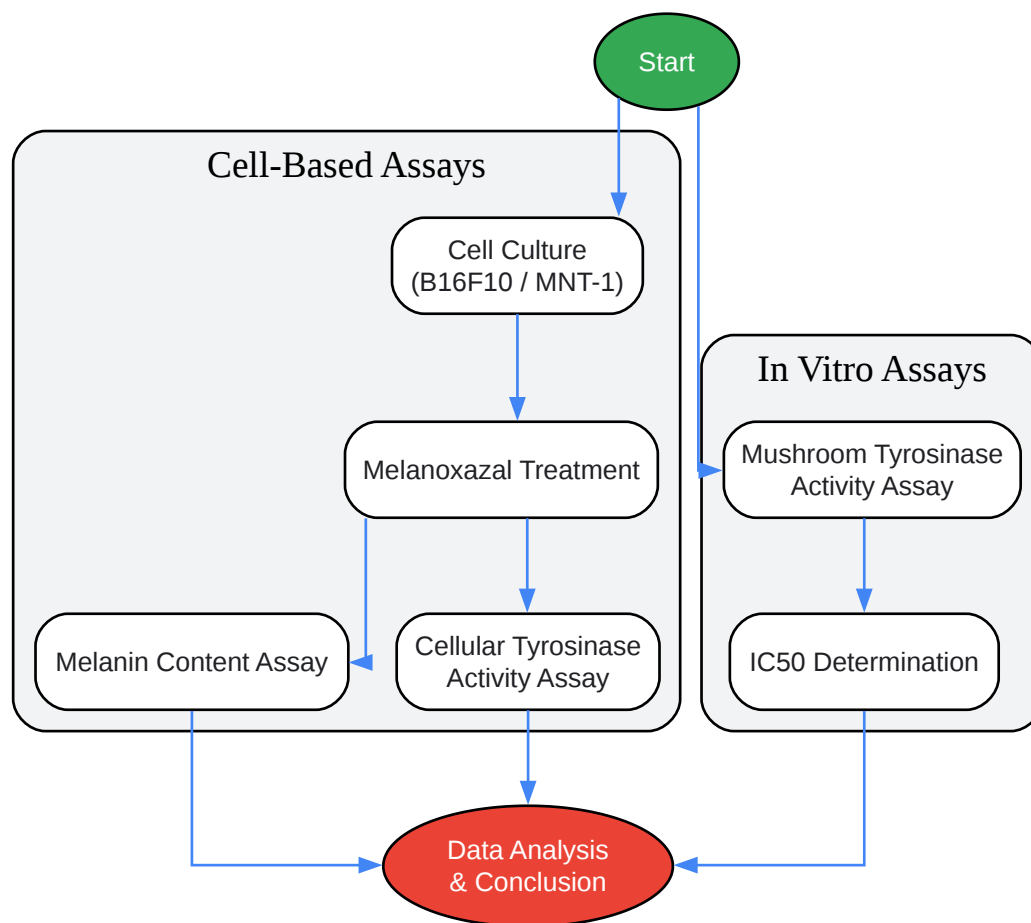 Start
Cell-Based Assays
Cell Culture
(B16F10 / MNT-1)
Melanoxazal Treatment
Melanin Content Assay
Cellular Tyrosinase
Activity Assay
In Vitro Assays
Mushroom Tyrosinase
Activity Assay
IC50 Determination
Data Analysis
& Conclusion